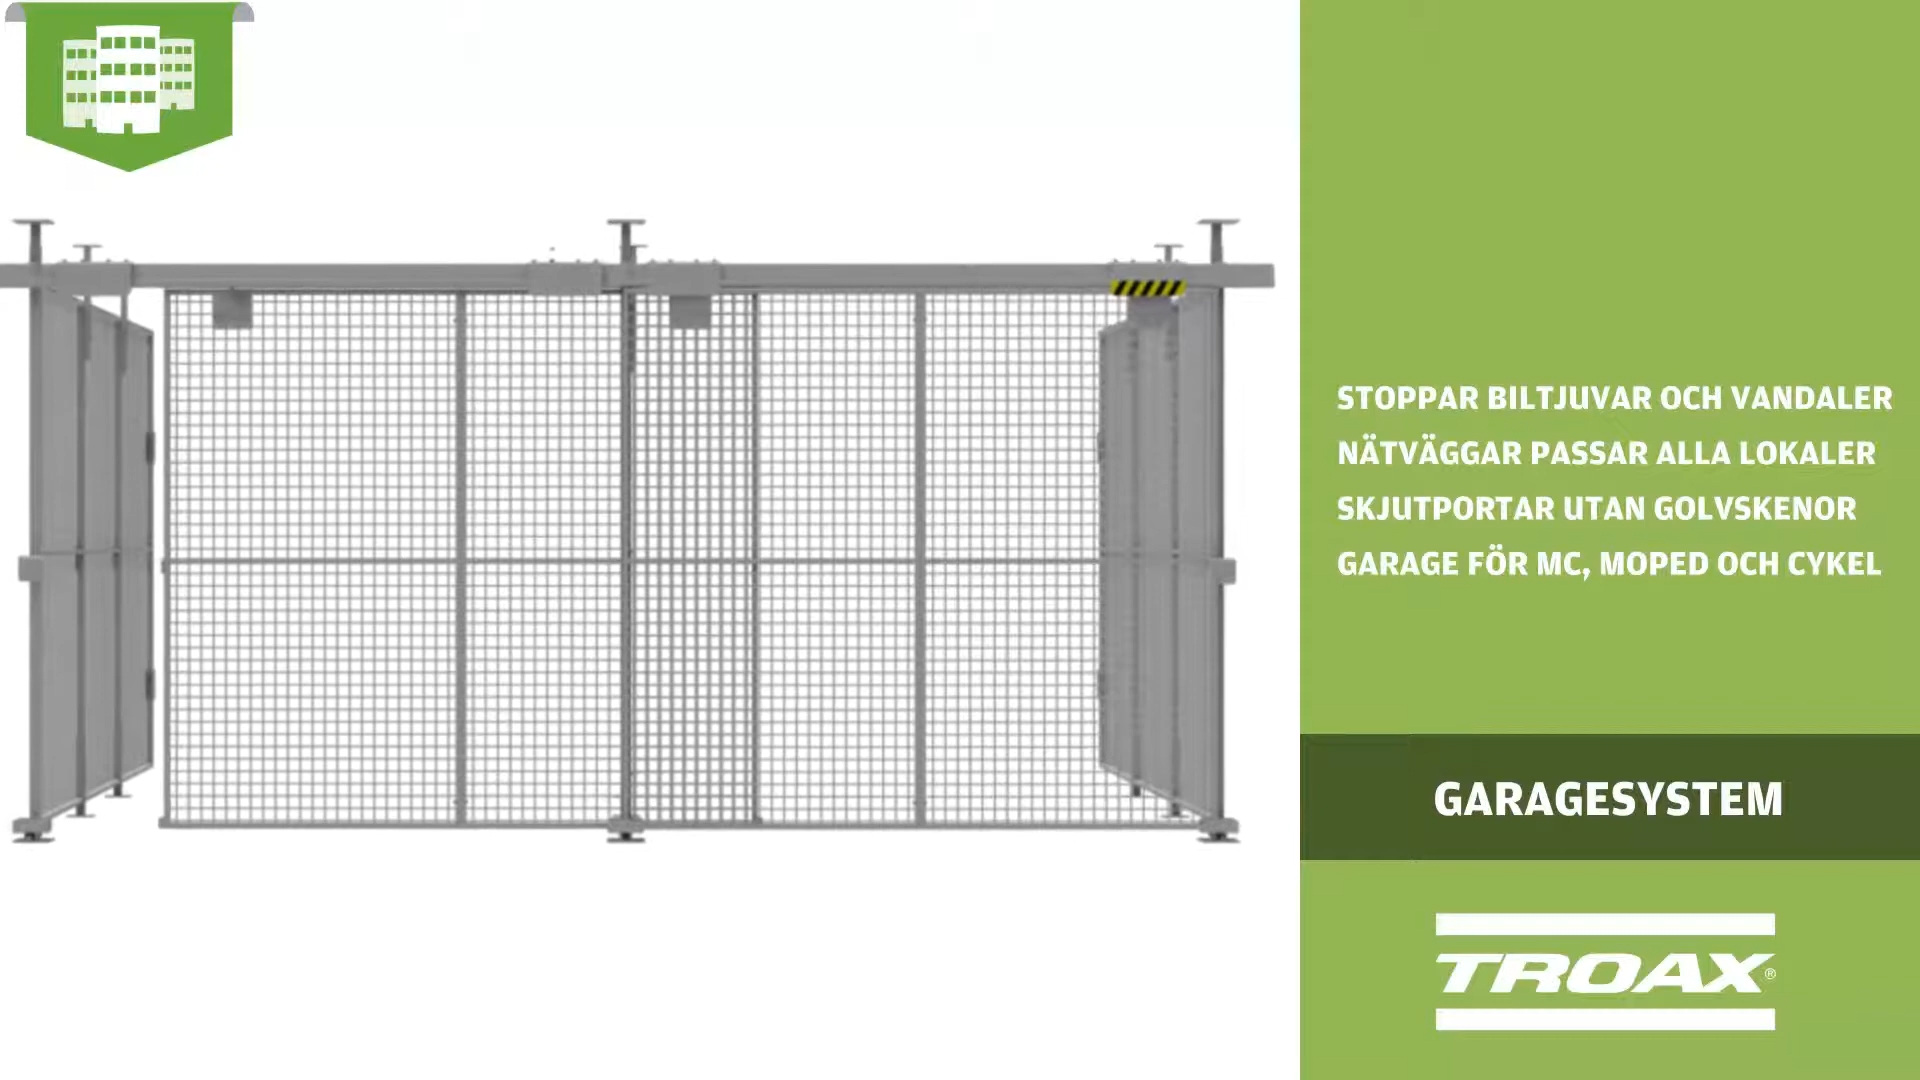 STOPPAR BILTJUVAR OCH VANDALER
NÄTVÄGGAR PASSAR ALLA LOKALER
SKJUTPORTAR UTAN GOLVSKENOR
GARAGE FÖR MC, MOPED OCH CYKEL
GARAGESYSTEM
TROAX®